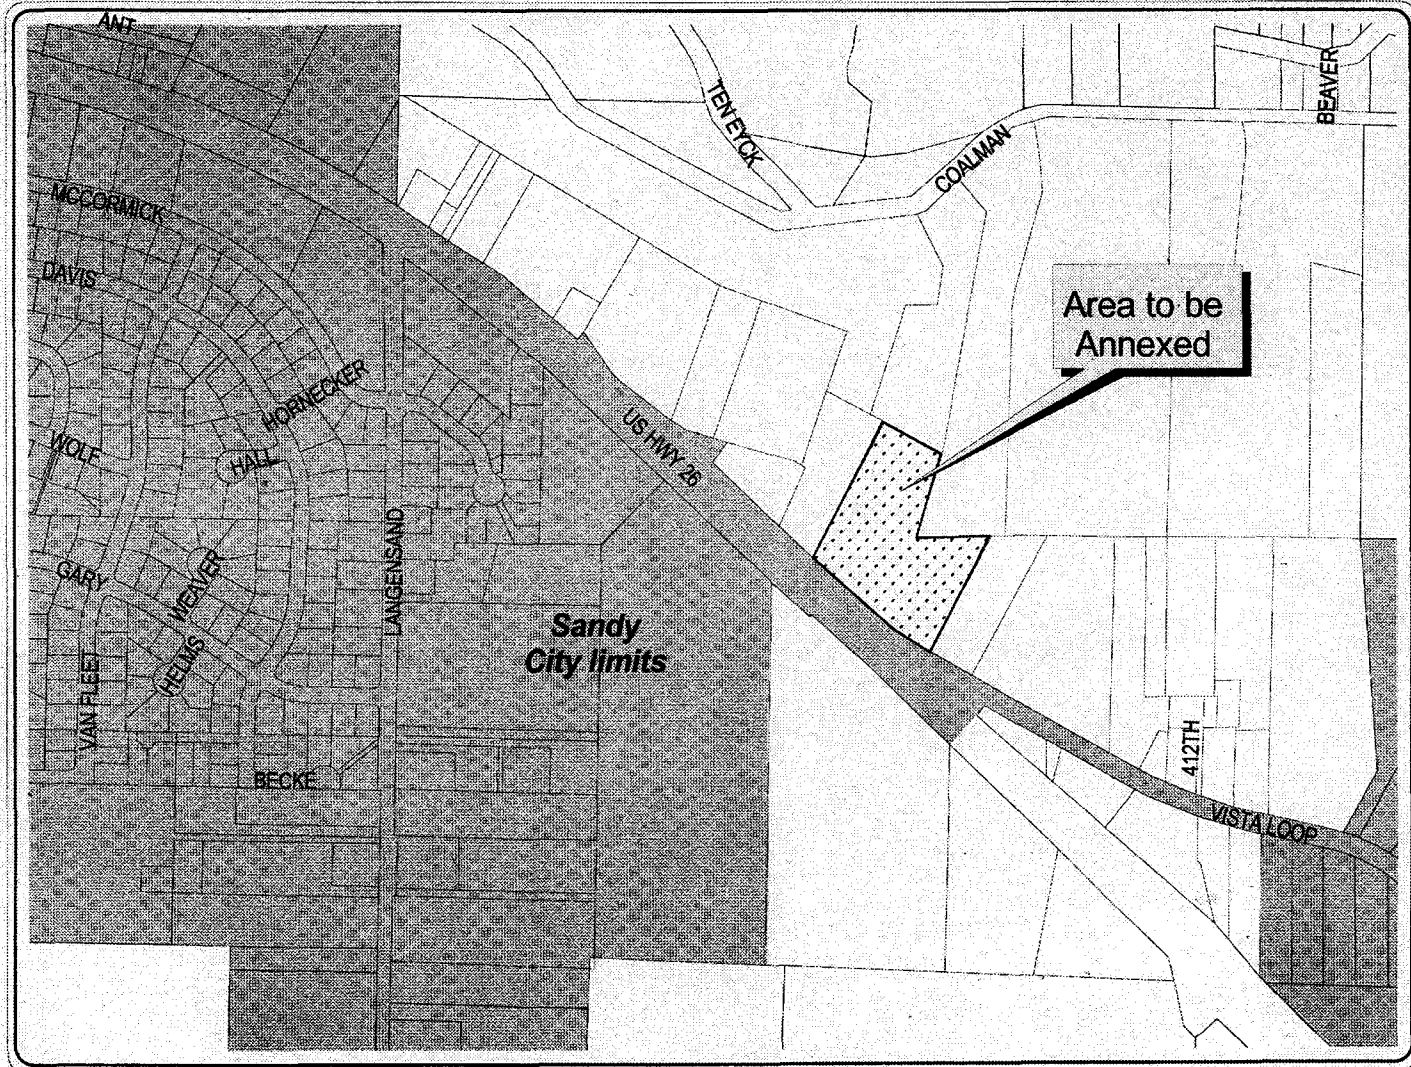 ANT
BEAVER
TEN EYCK
COALMAN
MCCORMICK
DAVIS
Area to be
Annexed
HORNECKER
US HWY 26
WOLF
HALL
LANGENSAND
GARY
WEAVER
Sandy
City limits
HELMS
VAN FLEET
412TH
BECKE
VISTA LOOP